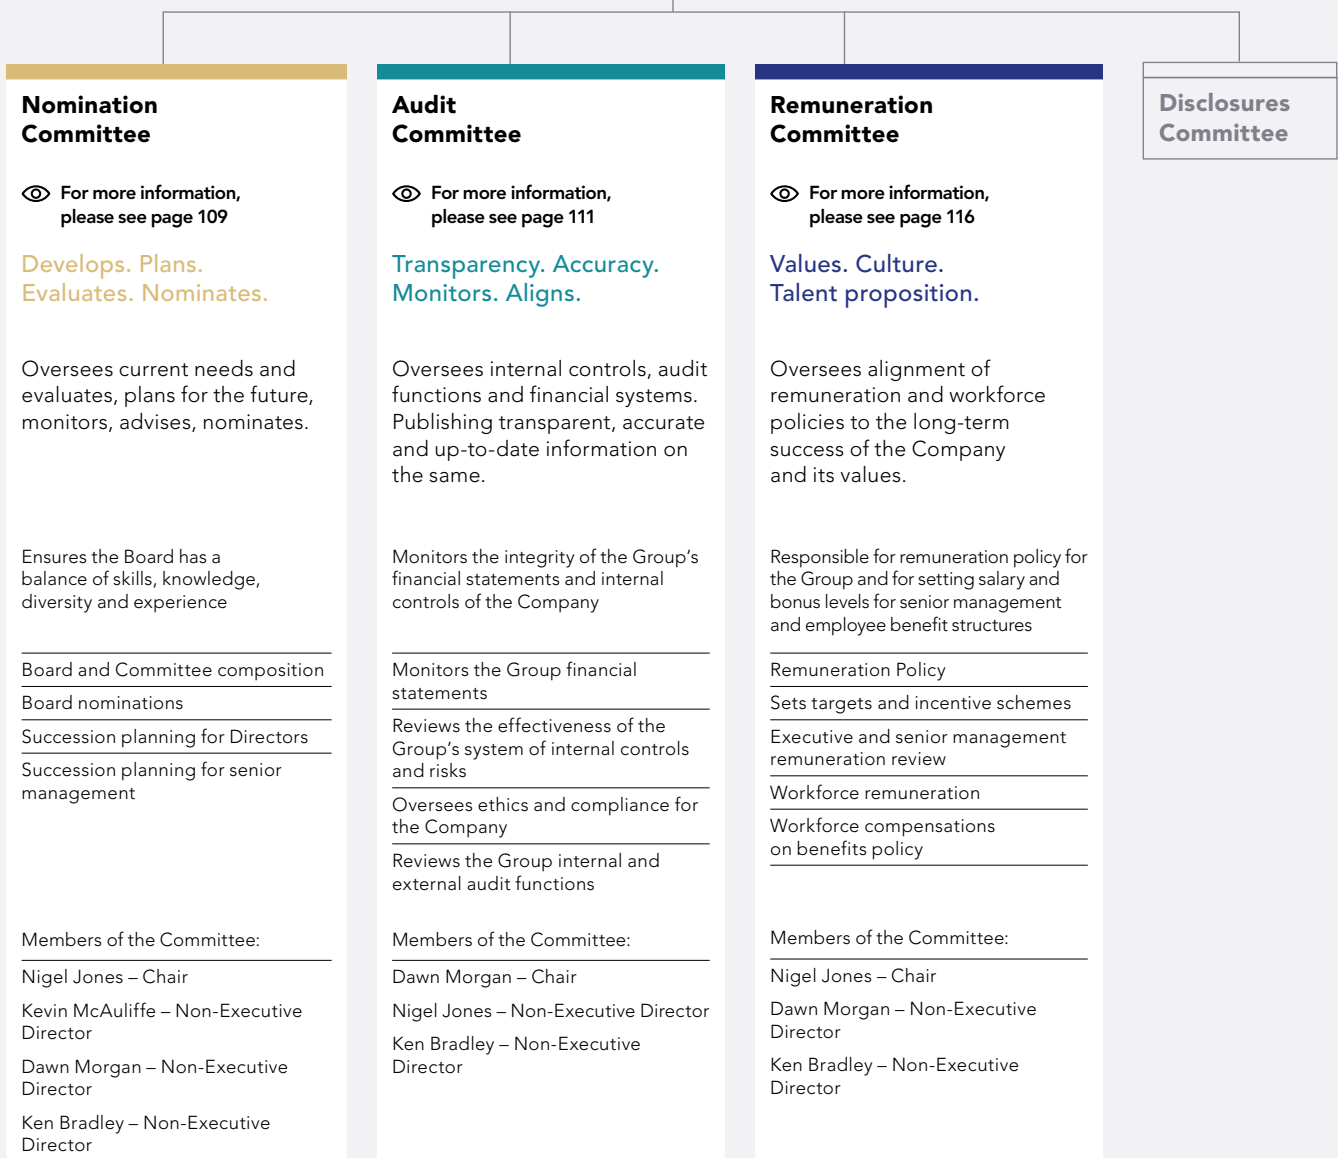 Nomination
Committee
For more information,
please see page 109
Develops. Plans.
Evaluates. Nominates.
Oversees current needs and
evaluates, plans for the future,
monitors, advises, nominates.
Ensures the Board has a
balance of skills, knowledge,
diversity and experience
Board and Committee composition
Board nominations
Succession planning for Directors
Succession planning for senior
management
Members of the Committee:
Nigel Jones – Chair
Kevin McAuliffe – Non-Executive
Director
Dawn Morgan – Non-Executive
Director
Ken Bradley – Non-Executive
Director
Audit
Committee
For more information,
please see page 111
Transparency. Accuracy.
Monitors. Aligns.
Oversees internal controls, audit
functions and financial systems.
Publishing transparent, accurate
and up-to-date information on
the same.
Monitors the integrity of the Group’s
financial statements and internal
controls of the Company
Monitors the Group financial
statements
Reviews the effectiveness of the
Group’s system of internal controls
and risks
Oversees ethics and compliance for
the Company
Reviews the Group internal and
external audit functions
Members of the Committee:
Dawn Morgan – Chair
Nigel Jones – Non-Executive Director
Ken Bradley – Non-Executive
Director
Remuneration
Committee
For more information,
please see page 116
Values. Culture.
Talent proposition.
Oversees alignment of
remuneration and workforce
policies to the long-term
success of the Company
and its values.
Responsible for remuneration policy for
the Group and for setting salary and
bonus levels for senior management
and employee benefit structures
Remuneration Policy
Sets targets and incentive schemes
Executive and senior management
remuneration review
Workforce remuneration
Workforce compensations
on benefits policy
Members of the Committee:
Nigel Jones – Chair
Dawn Morgan – Non-Executive
Director
Ken Bradley – Non-Executive
Director
Disclosures
Committee